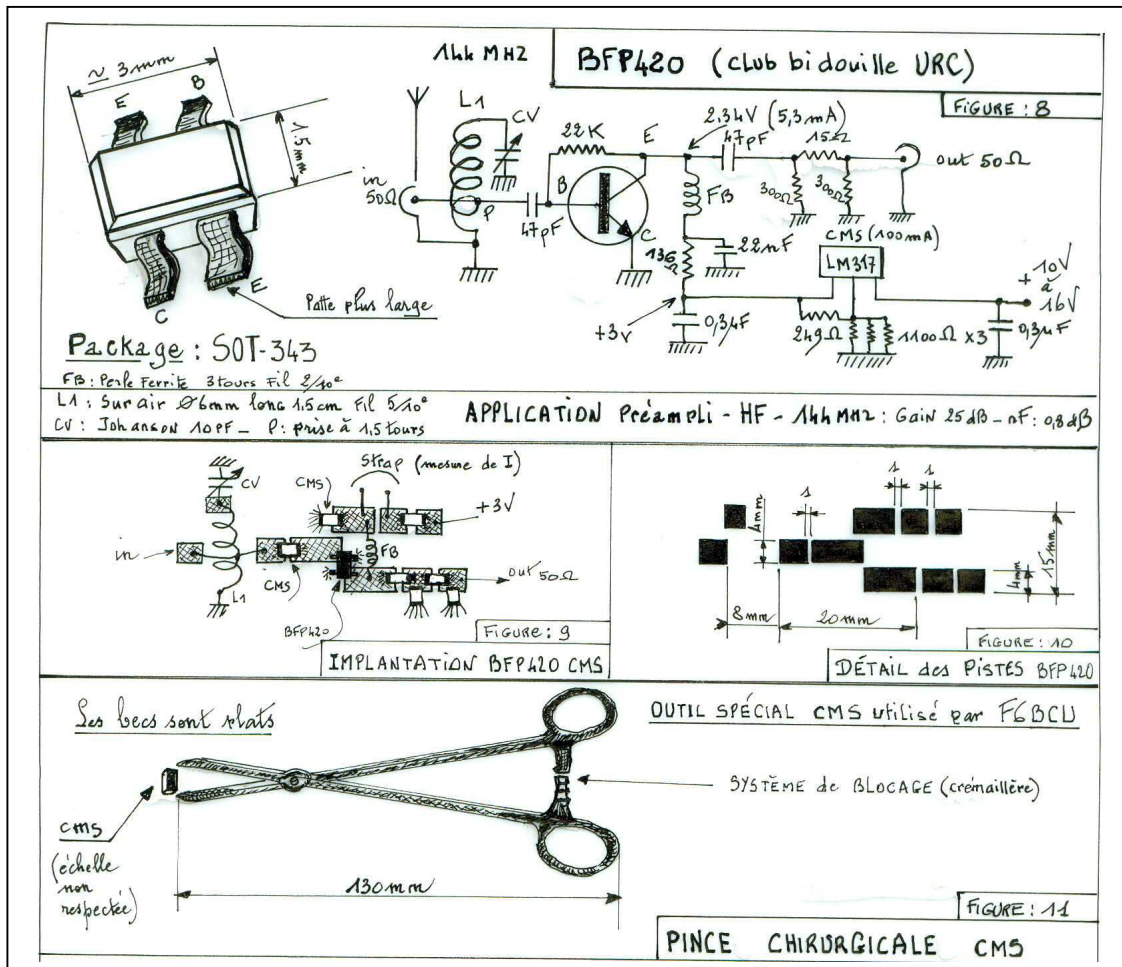 144 MHZ
BFP420 (club bidouille URC)
FIGURE : 8
~ 3mm
E
B
1.5mm
C
E
Patte plus large
Package : SOT-343
L1
CV
in
50Ω
P
47pF
22K
B
E
C
2.34V (5,3mA)
47pF
15Ω
300Ω
300Ω
out 50Ω
FB
22nF
136
Ω
+3V
0,3µF
CMS (100mA)
LM317
249Ω
1100Ω x3
0,3µF
+ 10V
à
16V
FB : Perle Ferrite 3 tours Fil 2/10e
L1 : Sur air Ø6mm long 1,5cm Fil 5/10e
CV : Johanson 10PF - P : prise à 1,5 tours
APPLICATION Préampli - HF - 144 MHZ : Gain 25 dB - nF : 0,8 dB
CV
CMS
Strap (mesure de I)
+3V
in
FB
CMS
L1
BFP420
out 50Ω
FIGURE : 9
IMPLANTATION BFP420 CMS
1
1
1
4mm
15mm
4mm
8mm
20mm
FIGURE : 10
DÉTAIL des PISTES BFP420
Les becs sont plats
OUTIL SPÉCIAL CMS utilisé par F6BCU
SYSTÈME de BLOCAGE (crémaillère)
CMS
(échelle
non
respectée)
130mm
FIGURE : 11
PINCE CHIRURGICALE CMS